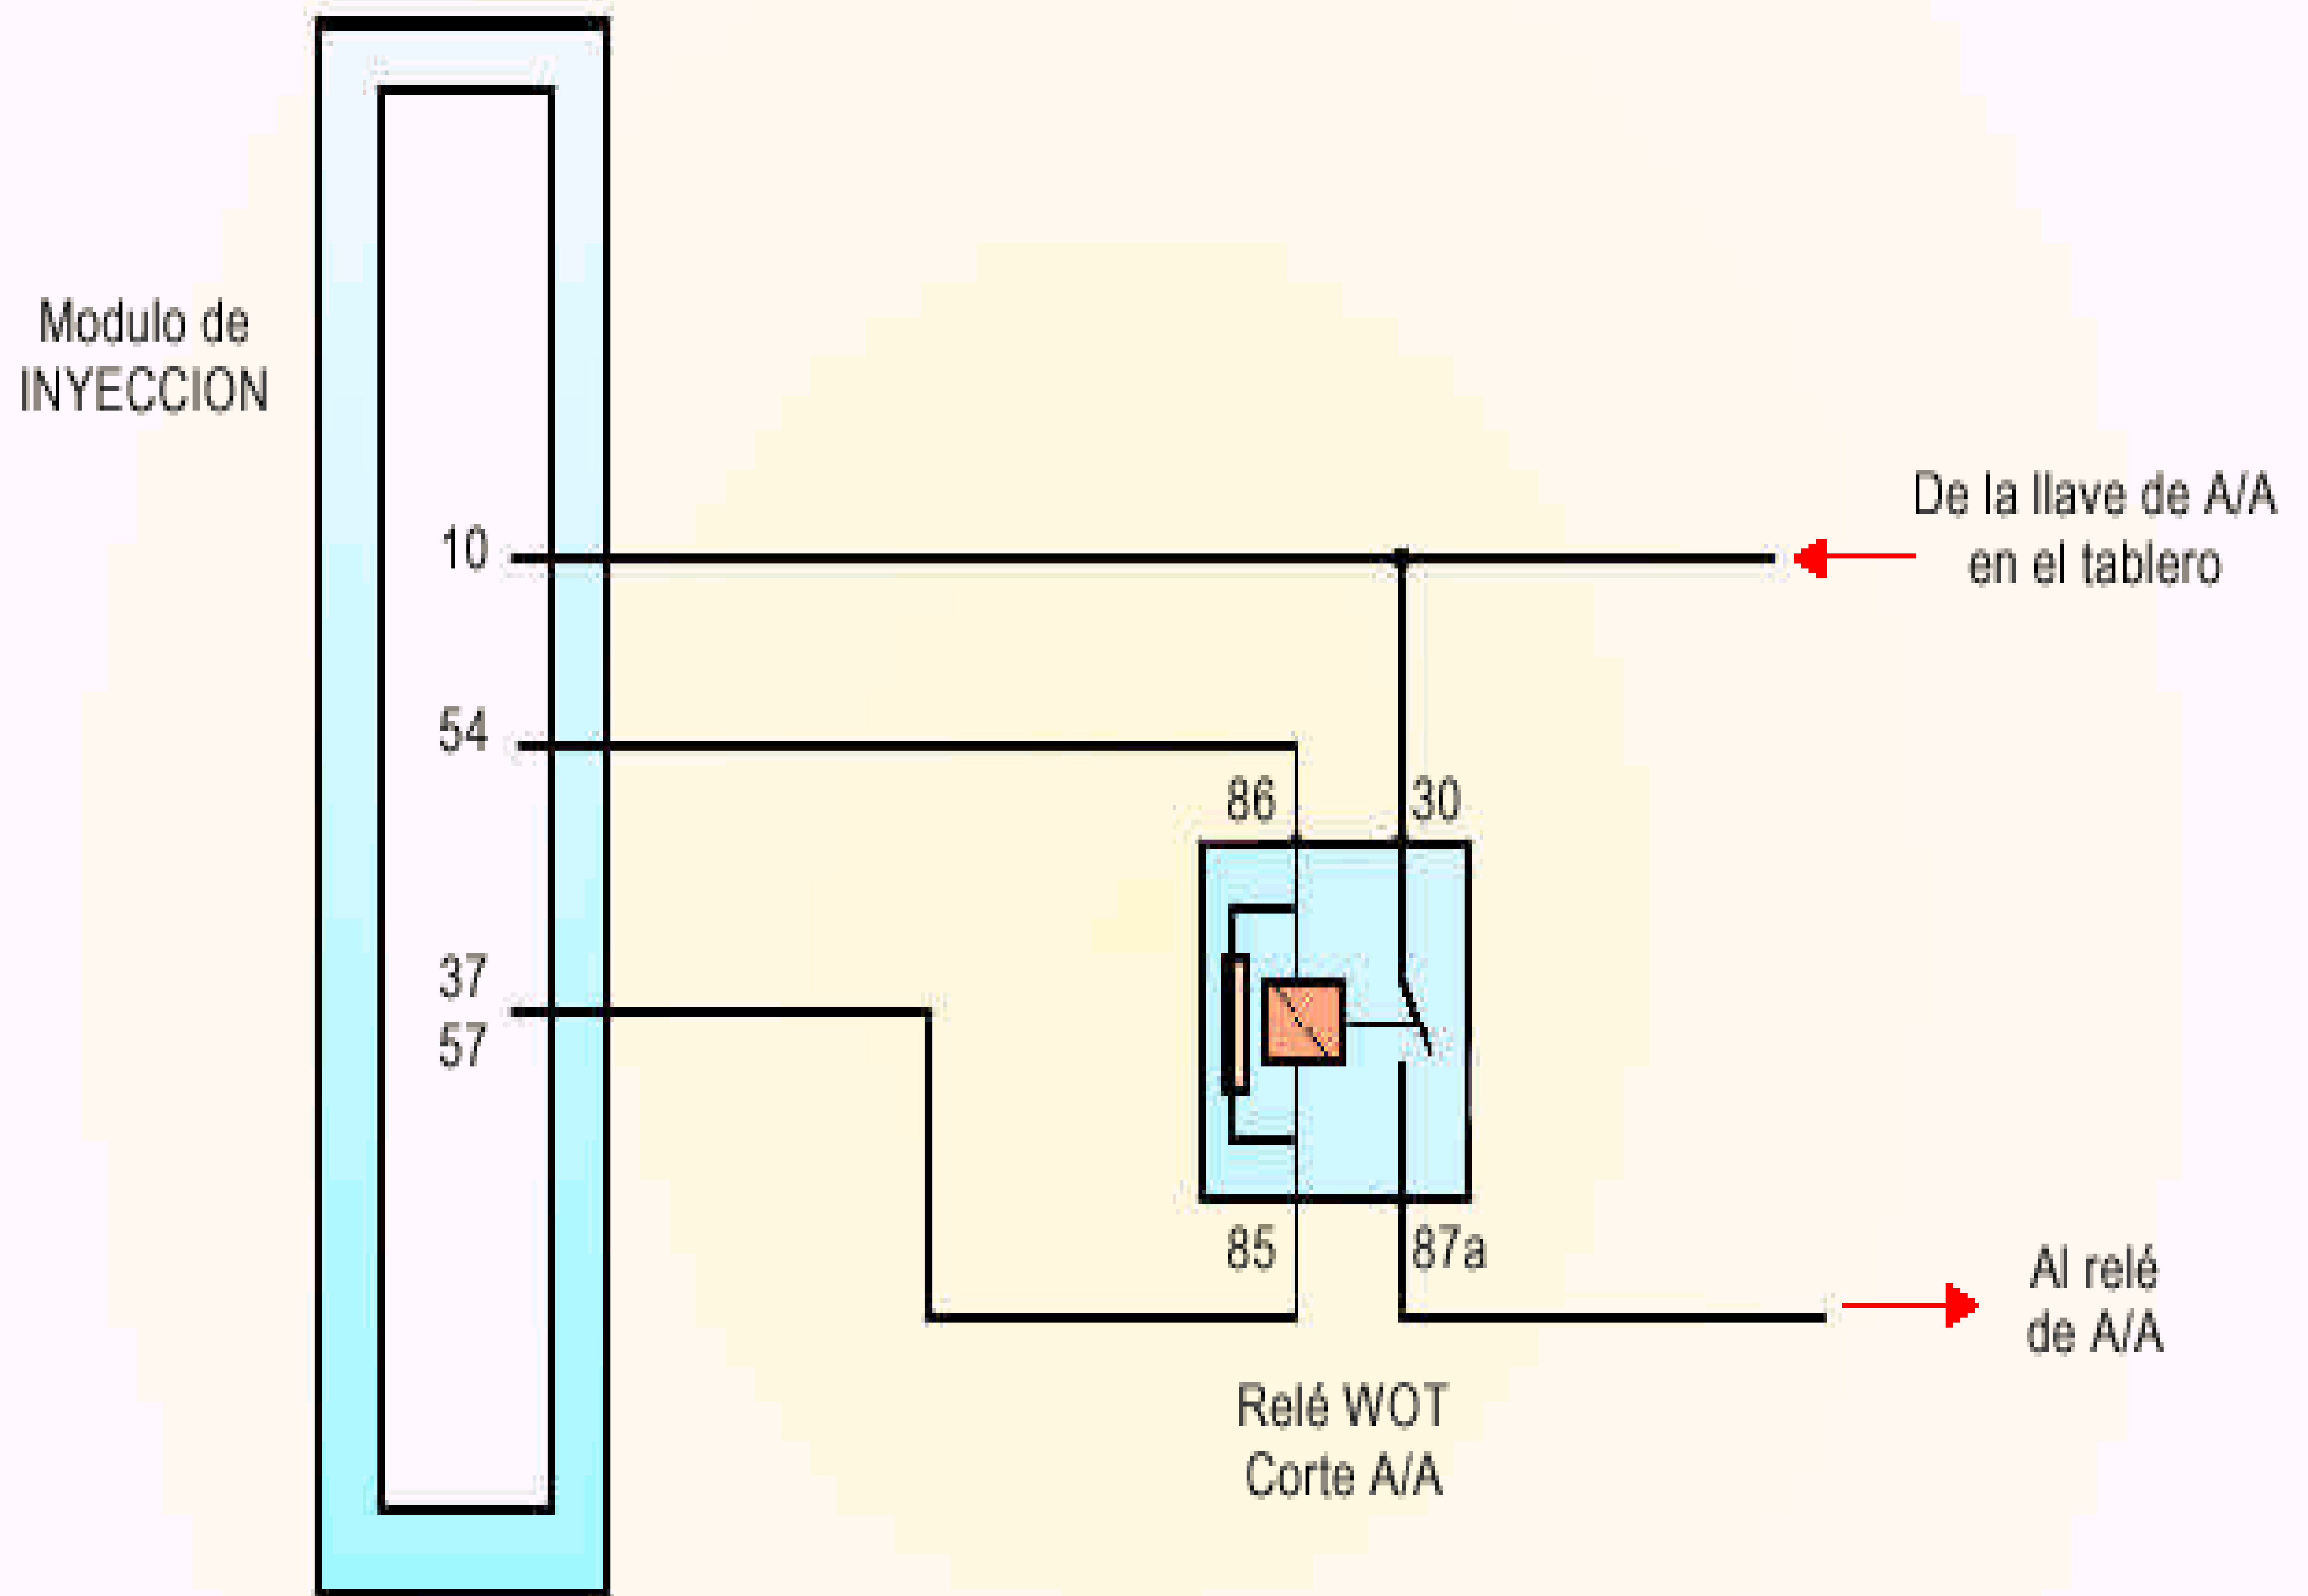 Modulo de
INYECCION
10
De la llave de A/A
en el tablero
54
86
30
37
57
85
87a
Al relé
de A/A
Relé WOT
Corte A/A